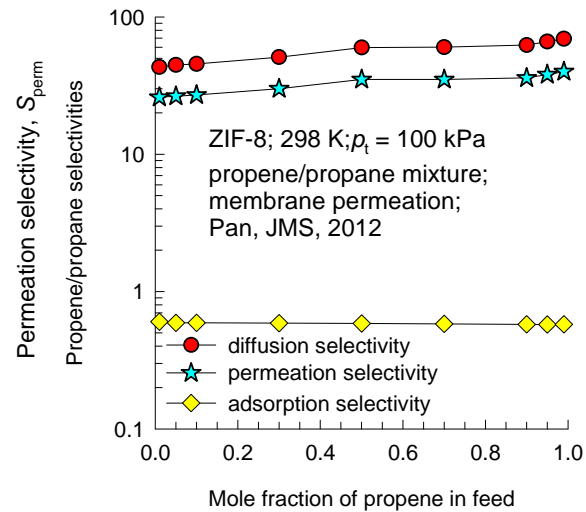 Permeation selectivity, S_perm
Propene/propane selectivities
100
10
1
0.1
ZIF-8; 298 K;p_t = 100 kPa
propene/propane mixture;
membrane permeation;
Pan, JMS, 2012
diffusion selectivity
permeation selectivity
adsorption selectivity
0.0 0.2 0.4 0.6 0.8 1.0
Mole fraction of propene in feed